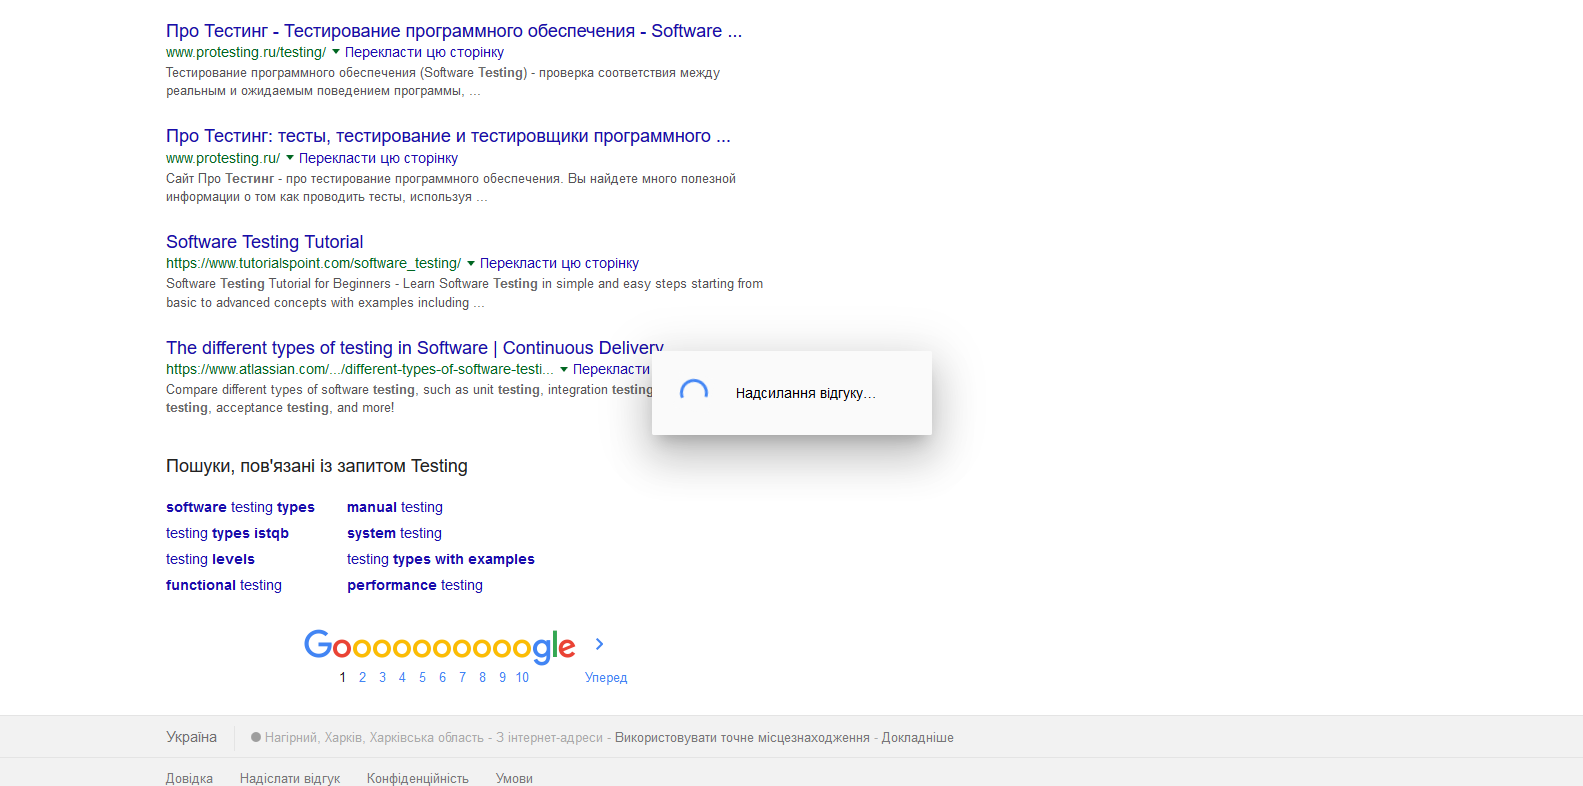 Про Тестинг - Тестирование программного обеспечения - Software ...
www.protesting.ru/testing/ Перекласти цю сторінку
Тестирование программного обеспечения (Software Testing) - проверка соответствия между
реальным и ожидаемым поведением программы, ...
Про Тестинг: тесты, тестирование и тестировщики программного ...
www.protesting.ru/ Перекласти цю сторінку
Сайт Про Тестинг - про тестирование программного обеспечения. Вы найдете много полезной
информации о том как проводить тесты, используя ...
Software Testing Tutorial
https://www.tutorialspoint.com/software_testing/ Перекласти цю сторінку
Software Testing Tutorial for Beginners - Learn Software Testing in simple and easy steps starting from
basic to advanced concepts with examples including ...
The different types of testing in Software | Continuous Delivery
https://www.atlassian.com/.../different-types-of-software-testi... Перекласти
Compare different types of software testing, such as unit testing, integration testing
testing, acceptance testing, and more!
Надсилання відгуку...
Пошуки, пов'язані із запитом Testing
software testing types manual testing
testing types istqb system testing
testing levels testing types with examples
functional testing performance testing
Goooooooooogle
1 2 3 4 5 6 7 8 9 10 Уперед
Україна Нагірний, Харків, Харківська область - З інтернет-адреси - Використовувати точне місцезнаходження - Докладніше
Довідка Надіслати відгук Конфіденційність Умови